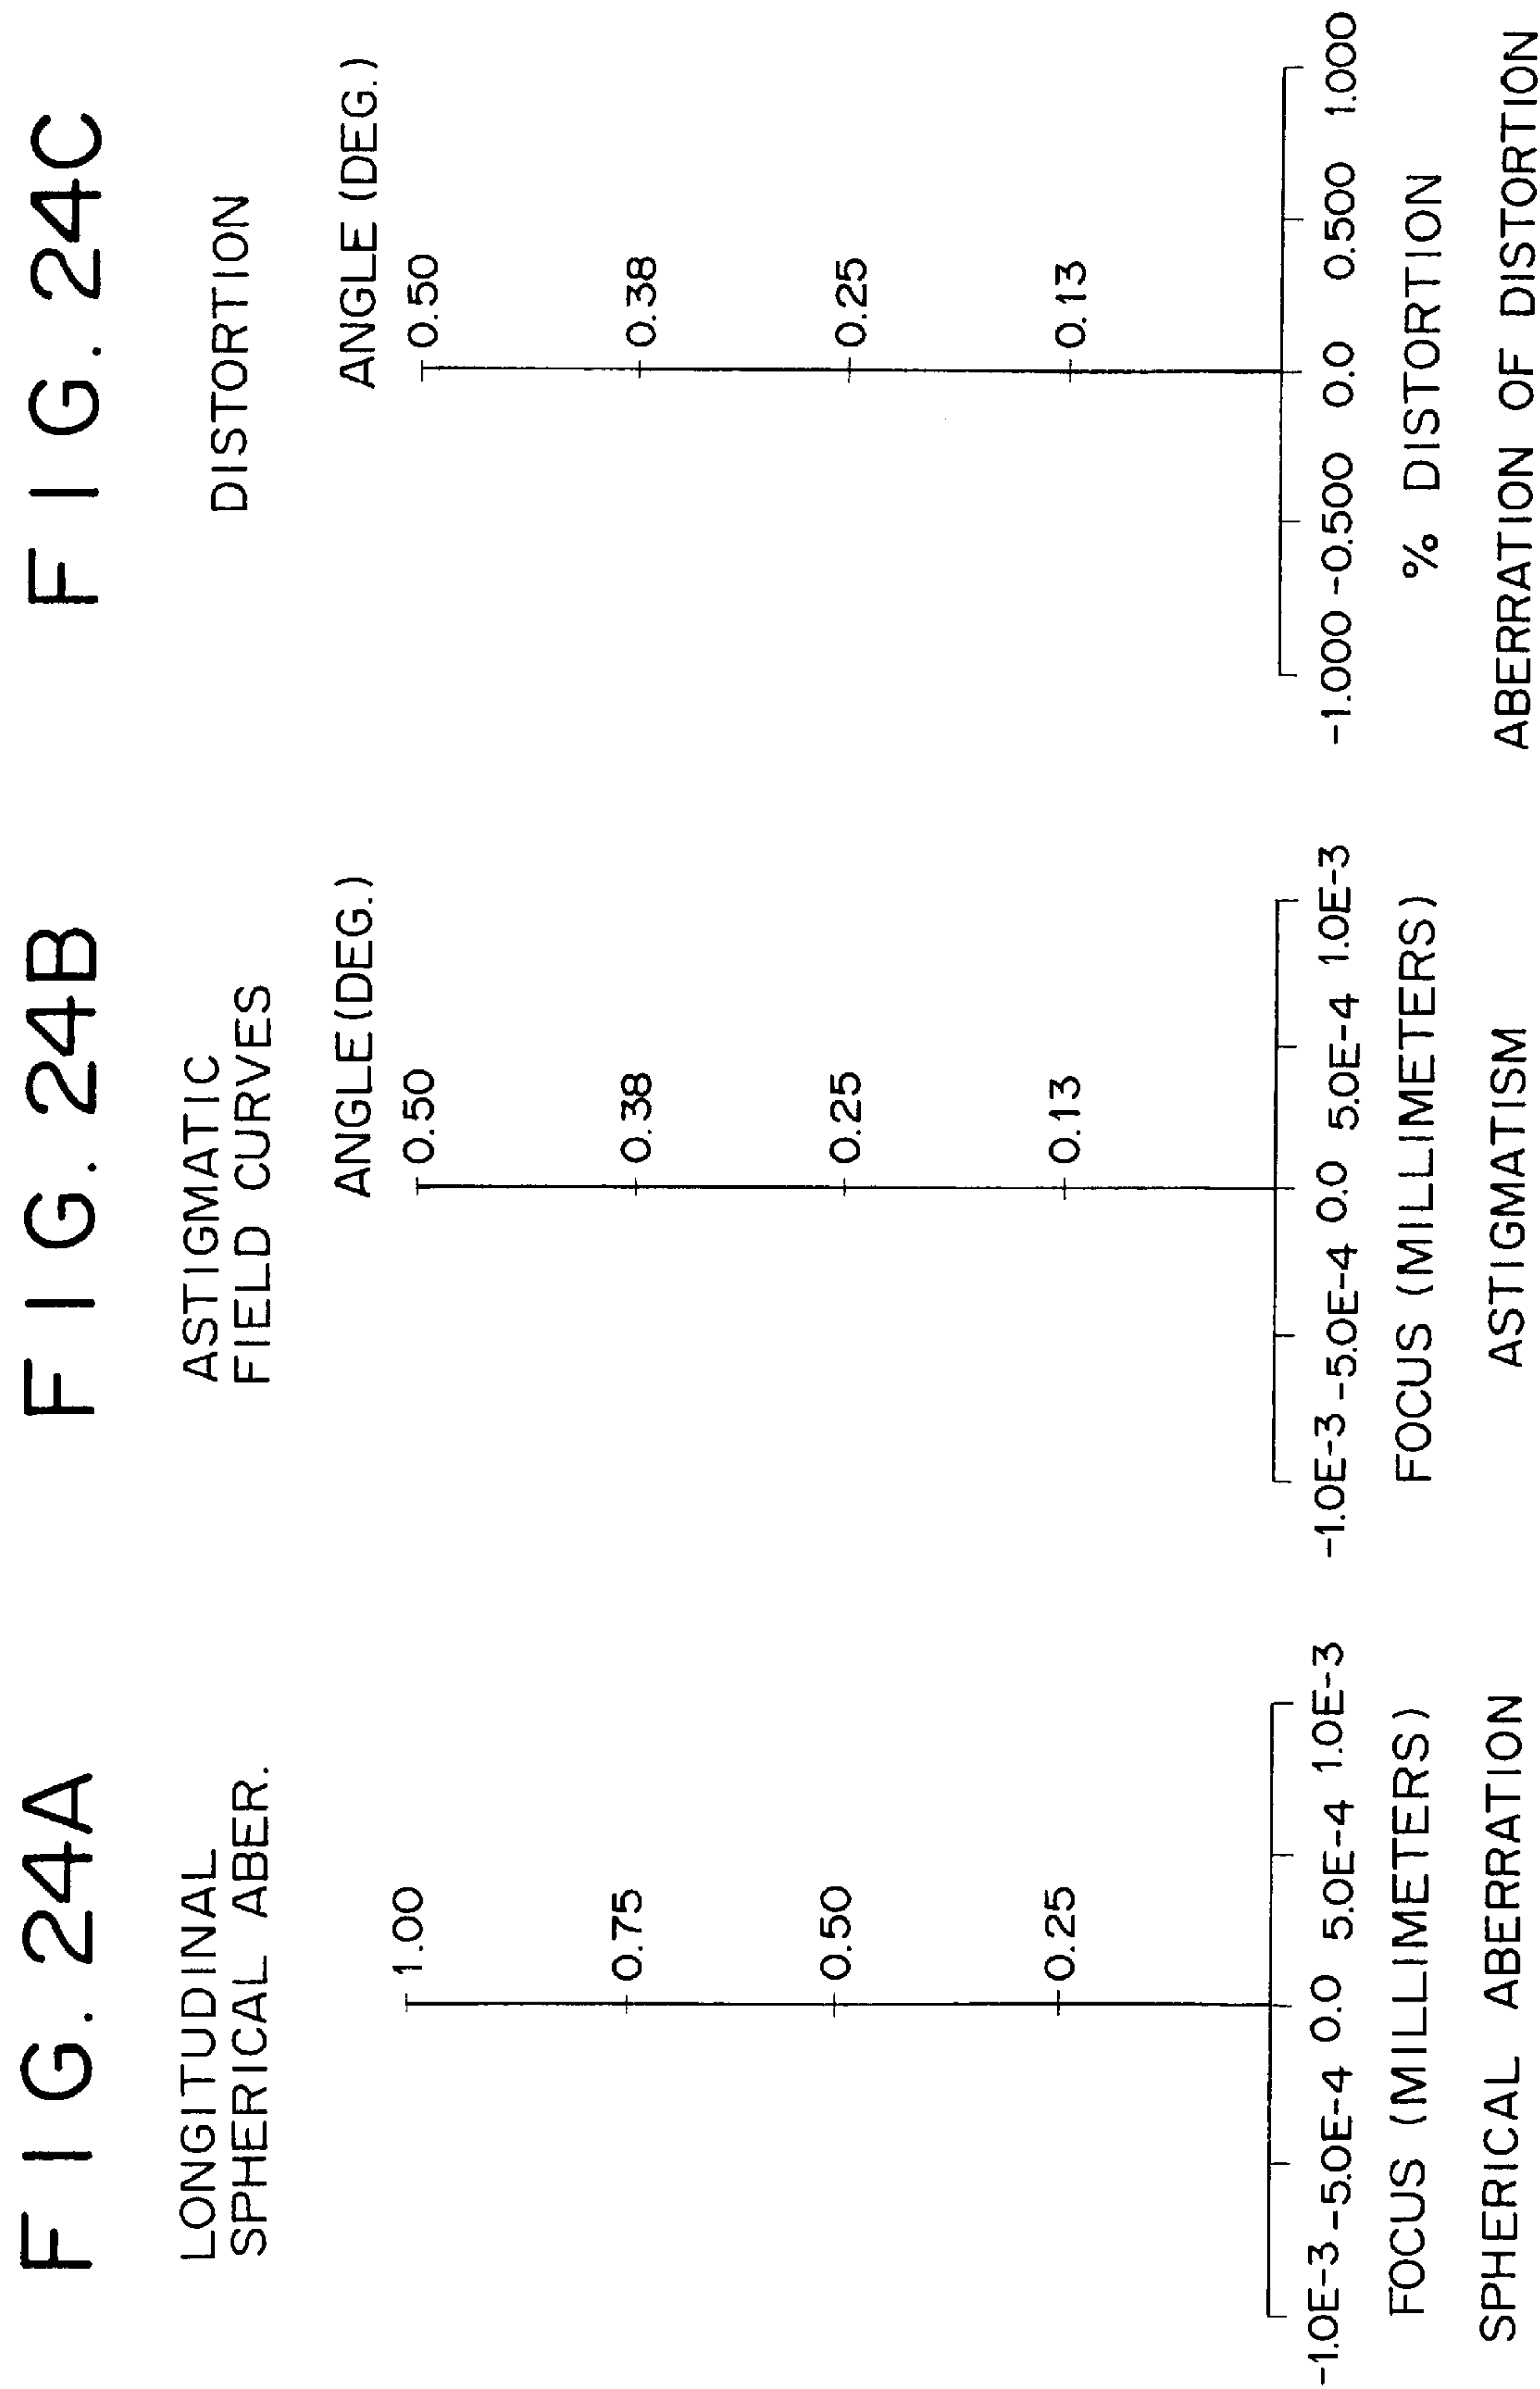 FIG. 24A
LONGITUDINAL
SPHERICAL ABER.
1.00
0.75
0.50
0.25
-1.0E-3 -5.0E-4 0.0 5.0E-4 1.0E-3
FOCUS (MILLIMETERS)
SPHERICAL ABERRATION
FIG. 24B
ASTIGMATIC
FIELD CURVES
ANGLE (DEG.)
0.50
0.38
0.25
0.13
-1.0E-3 -5.0E-4 0.0 5.0E-4 1.0E-3
FOCUS (MILLIMETERS)
ASTIGMATISM
FIG. 24C
DISTORTION
ANGLE (DEG.)
0.50
0.38
0.25
0.13
-1.000 -0.500 0.0 0.500 1.000
% DISTORTION
ABERRATION OF DISTORTION